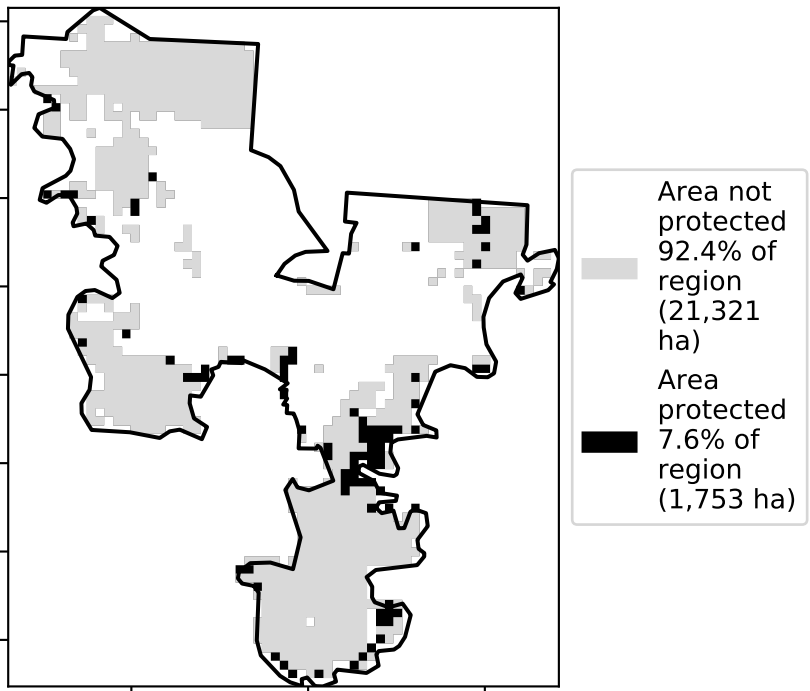 Area not
protected
92.4% of
region
(21,321
ha)
Area
protected
7.6% of
region
(1,753 ha)